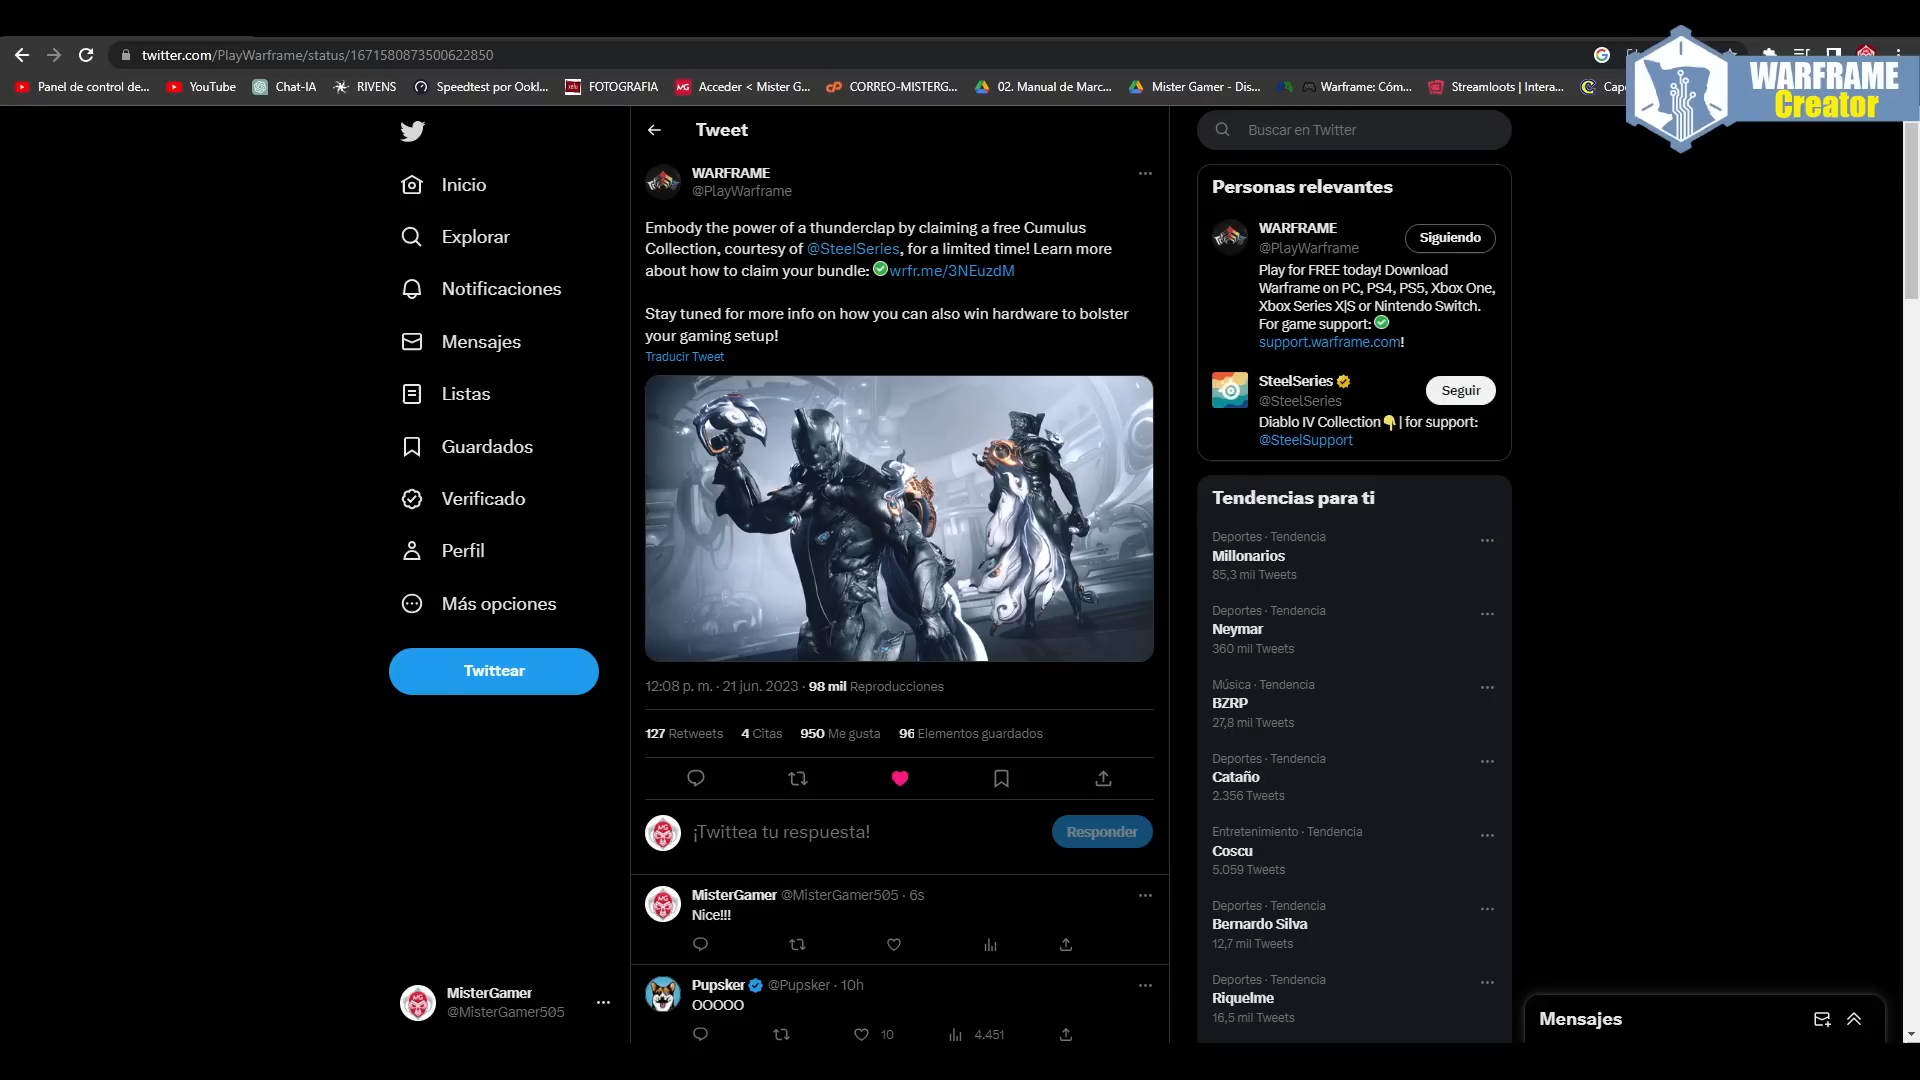 twitter.com/PlayWarframe/status/1671580873500622850
Panel de control de...
YouTube
Chat-IA
RIVENS
Speedtest por Ookl...
FOTOGRAFIA
Acceder < Mister G...
CORREO-MISTERG...
02. Manual de Marc...
Mister Gamer - Dis...
Warframe: Cóm...
Streamloots | Intera...
WARFRAME
Creator
Inicio
Explorar
Notificaciones
Mensajes
Listas
Guardados
Verificado
Perfil
Más opciones
Twittear
MisterGamer
@MisterGamer505
Tweet
WARFRAME
@PlayWarframe
Embody the power of a thunderclap by claiming a free Cumulus
Collection, courtesy of @SteelSeries, for a limited time! Learn more
about how to claim your bundle: wrfr.me/3NEuzdM
Stay tuned for more info on how you can also win hardware to bolster
your gaming setup!
Traducir Tweet
12:08 p. m. · 21 jun. 2023 · 98 mil Reproducciones
127 Retweets 4 Citas 950 Me gusta 96 Elementos guardados
¡Twittea tu respuesta!
Responder
MisterGamer @MisterGamer505 · 6s
Nice!!!
Pupsker @Pupsker · 10h
OOOOO
10 4.451
Buscar en Twitter
Personas relevantes
WARFRAME
@PlayWarframe
Siguiendo
Play for FREE today! Download
Warframe on PC, PS4, PS5, Xbox One,
Xbox Series X|S or Nintendo Switch.
For game support:
support.warframe.com!
SteelSeries
@SteelSeries
Seguir
Diablo IV Collection | for support:
@SteelSupport
Tendencias para ti
Deportes · Tendencia
Millonarios
85,3 mil Tweets
Deportes · Tendencia
Neymar
360 mil Tweets
Música · Tendencia
BZRP
27,8 mil Tweets
Deportes · Tendencia
Cataño
2.356 Tweets
Entretenimiento · Tendencia
Coscu
5.059 Tweets
Deportes · Tendencia
Bernardo Silva
12,7 mil Tweets
Deportes · Tendencia
Riquelme
16,5 mil Tweets
Mensajes